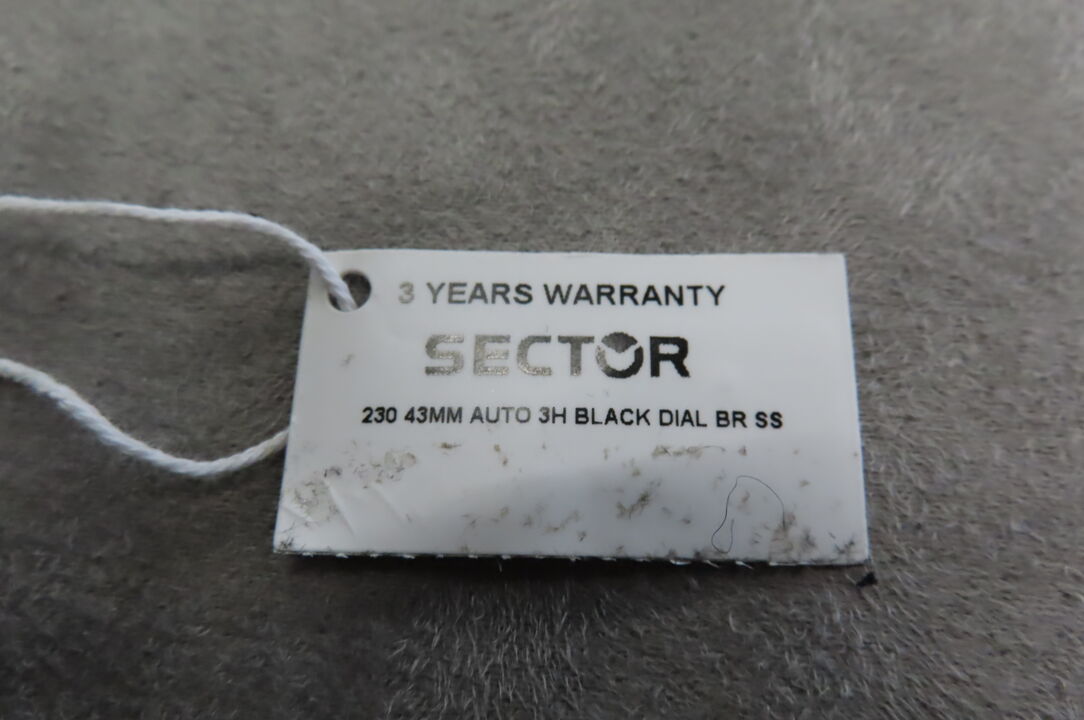 3 YEARS WARRANTY
SECTOR
230 43MM AUTO 3H BLACK DIAL BR SS